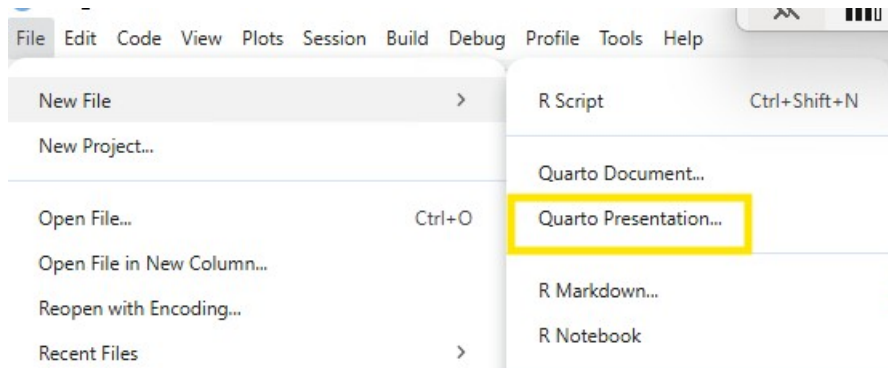 File Edit Code View Plots Session Build Debug Profile Tools Help
New File
New Project...
Open File... Ctrl+O
Open File in New Column...
Reopen with Encoding...
Recent Files
R Script Ctrl+Shift+N
Quarto Document...
Quarto Presentation...
R Markdown...
R Notebook